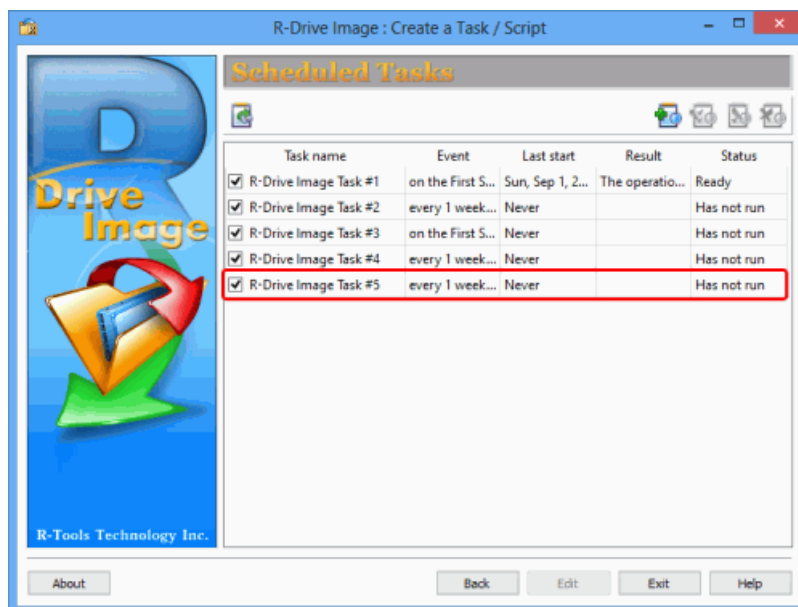 R-Drive Image : Create a Task / Script
Scheduled Tasks
R
Drive
Image
R-Tools Technology Inc.
Task name Event Last start Result Status
R-Drive Image Task #1 on the First S... Sun, Sep 1, 2... The operatio... Ready
R-Drive Image Task #2 every 1 week... Never Has not run
R-Drive Image Task #3 on the First S... Never Has not run
R-Drive Image Task #4 every 1 week... Never Has not run
R-Drive Image Task #5 every 1 week... Never Has not run
About Back Edit Exit Help